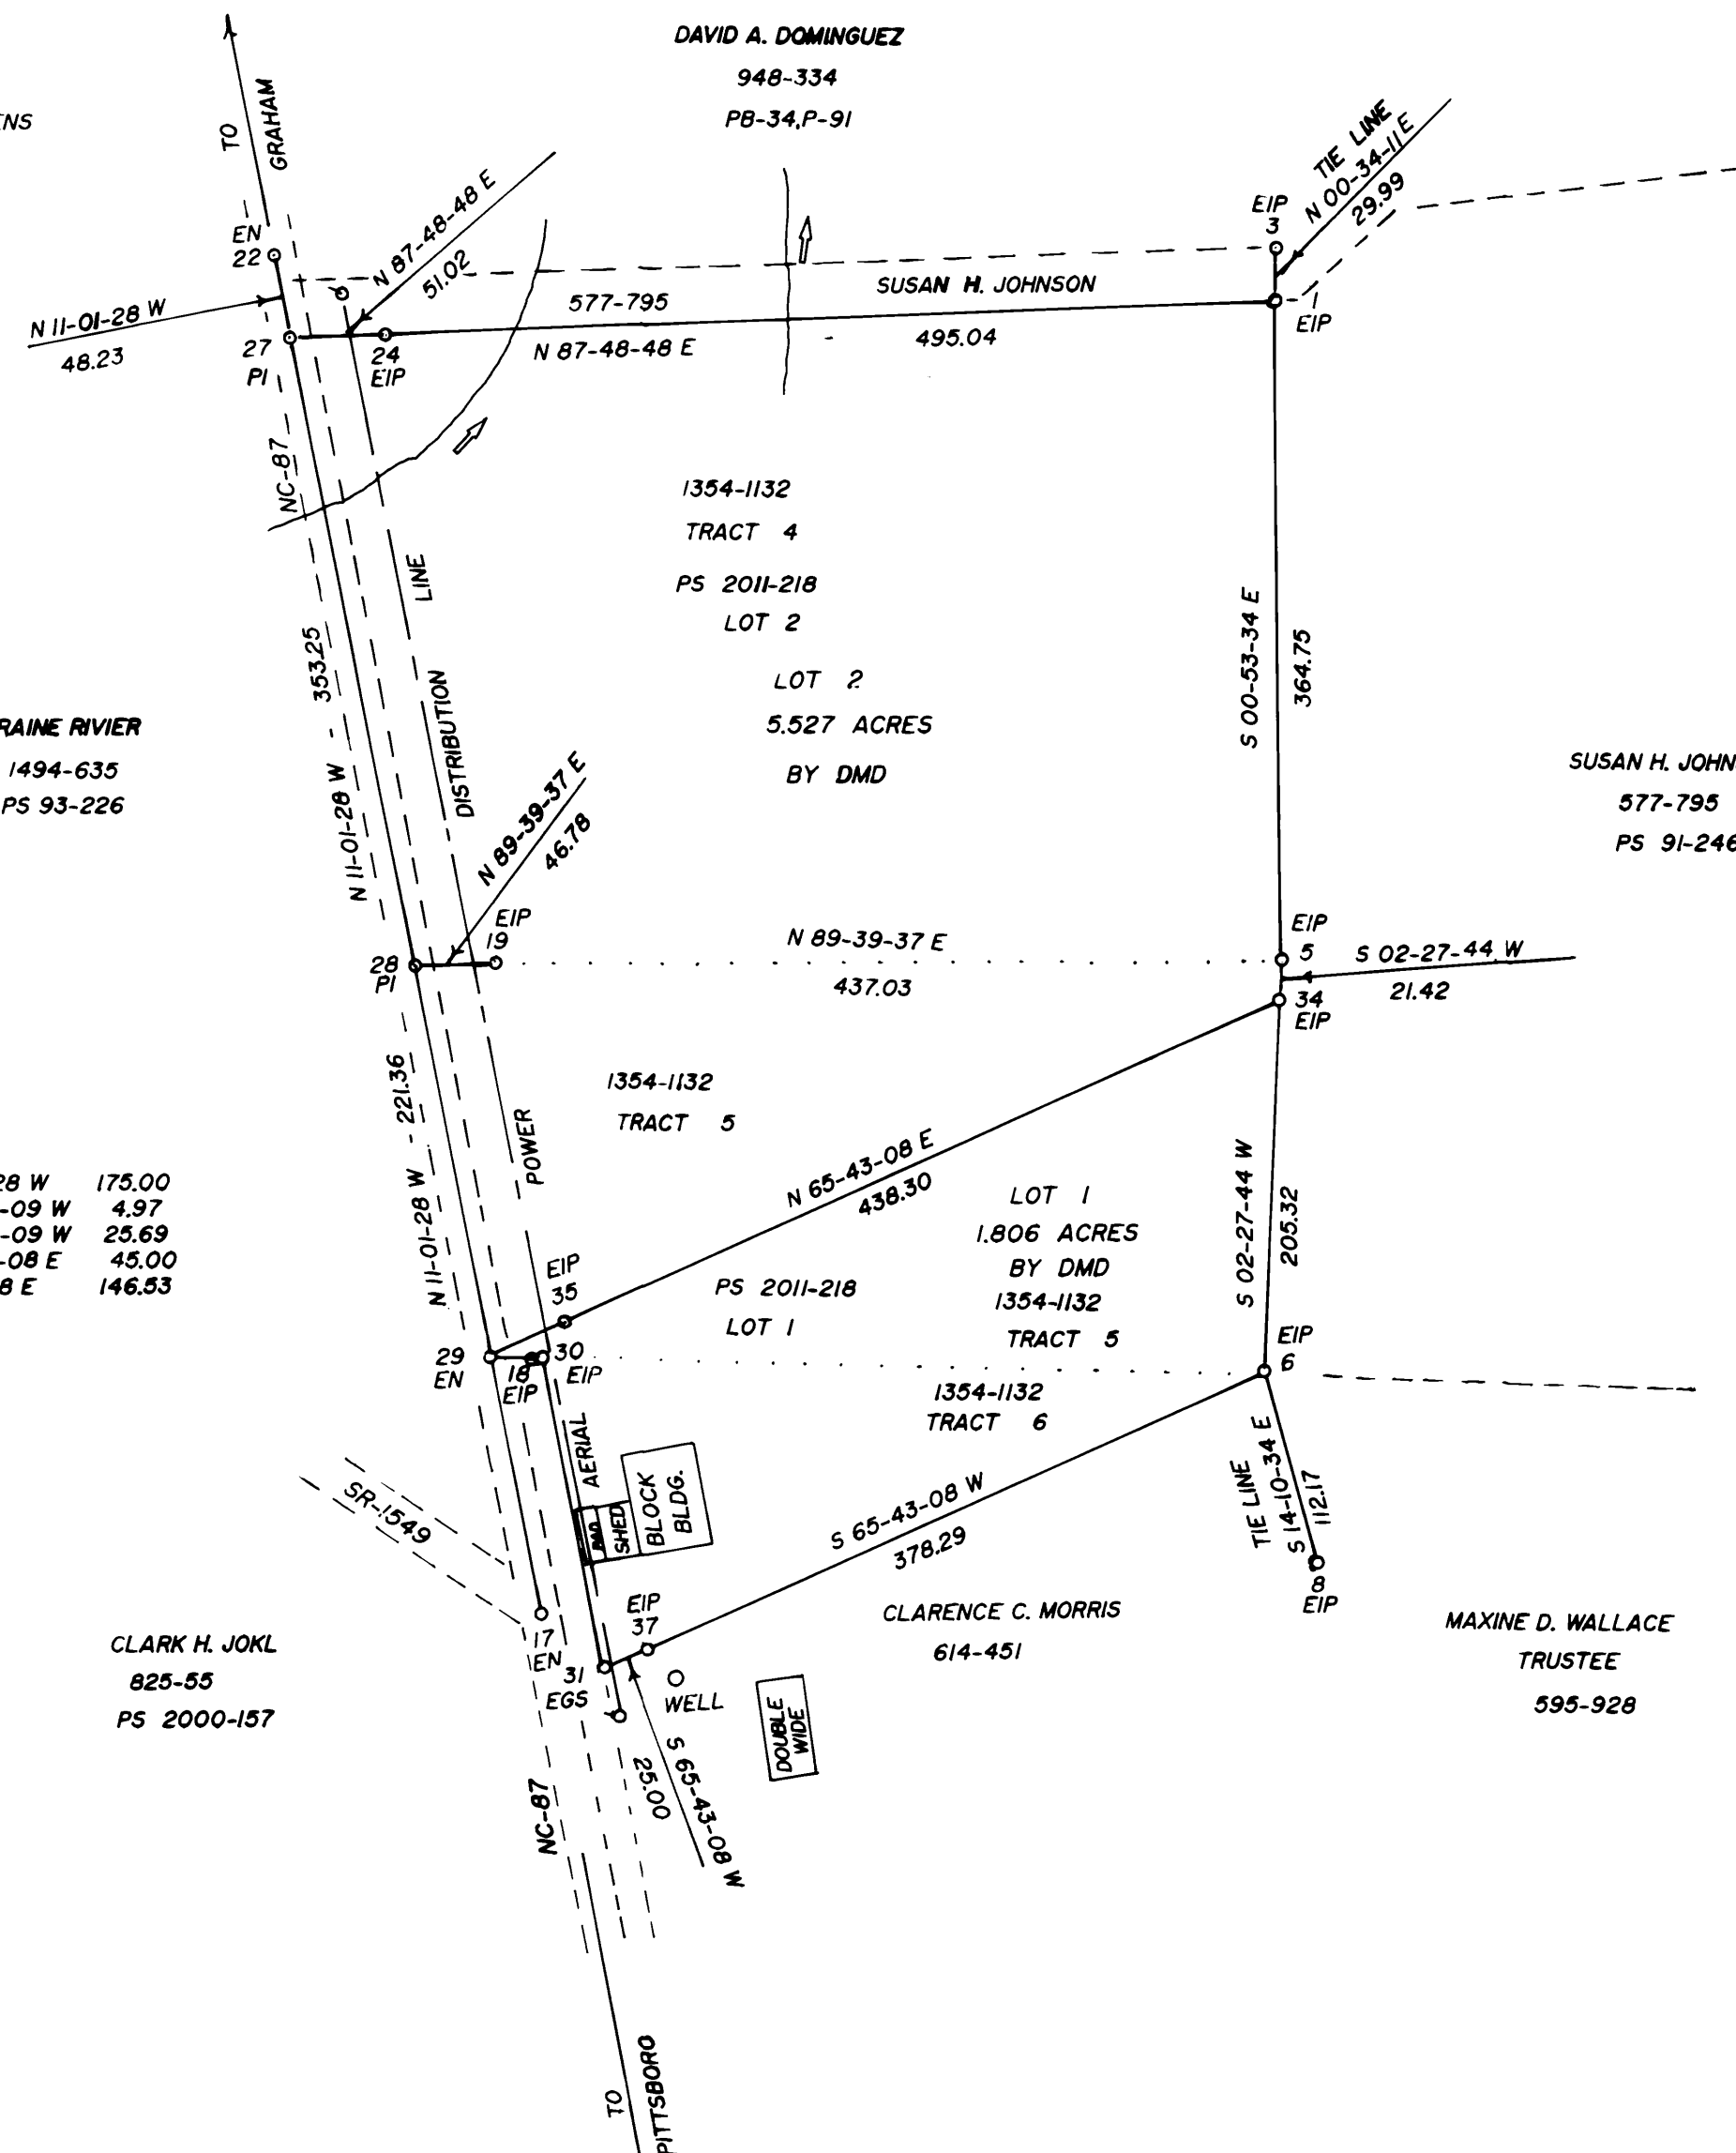 DAVID A. DOMINGUEZ
948-334
PB-34,P-91
ENS
TO
GRAHAM
TIE LINE
N 00-34-11 E
29.99
EN
22
N 87-48-48 E
51.02
EIP
3
N 11-01-28 W
48.23
577-795
SUSAN H. JOHNSON
1
EIP
27
PI
24
EIP
N 87-48-48 E
495.04
NC-87
1354-1132
TRACT 4
PS 2011-218
LOT 2
LINE
LOT 2
5.527 ACRES
BY DMD
S 00-53-34 E
364.75
N 11-01-28 W - 353.25
DISTRIBUTION
RAINE RIVIER
1494-635
PS 93-226
SUSAN H. JOHN
577-795
PS 91-246
N 89-39-37 E
46.78
EIP
19
28
PI
N 89-39-37 E
437.03
EIP
5
S 02-27-44 W
21.42
34
EIP
1354-1132
TRACT 5
N 11-01-28 W - 221.36
POWER
N 65-43-08 E
438.30
28 W 175.00
-09 W 4.97
-09 W 25.69
-08 E 45.00
8 E 146.53
LOT 1
1.806 ACRES
BY DMD
1354-1132
TRACT 5
S 02-27-44 W
205.32
PS 2011-218
LOT 1
EIP
35
29
EN
18
EIP
30
EIP
EIP
6
1354-1132
TRACT 6
AERIAL
SHED
BLOCK
BLDG.
SR-1549
S 65-43-08 W
378.29
TIE LINE
S 14-10-34 E
112.17
8
EIP
EIP
37
CLARENCE C. MORRIS
614-451
MAXINE D. WALLACE
TRUSTEE
595-928
CLARK H. JOKL
825-55
PS 2000-157
17
EN
31
EGS
WELL
DOUBLE
WIDE
S 65-43-08 W
25.00
NC-87
TO
PITTSBORO